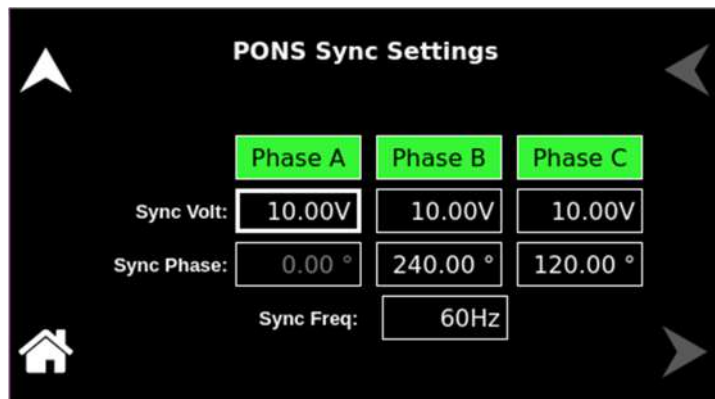 PONS Sync Settings
Phase A Phase B Phase C
Sync Volt: 10.00V 10.00V 10.00V
Sync Phase: 0.00 ° 240.00 ° 120.00 °
Sync Freq: 60Hz